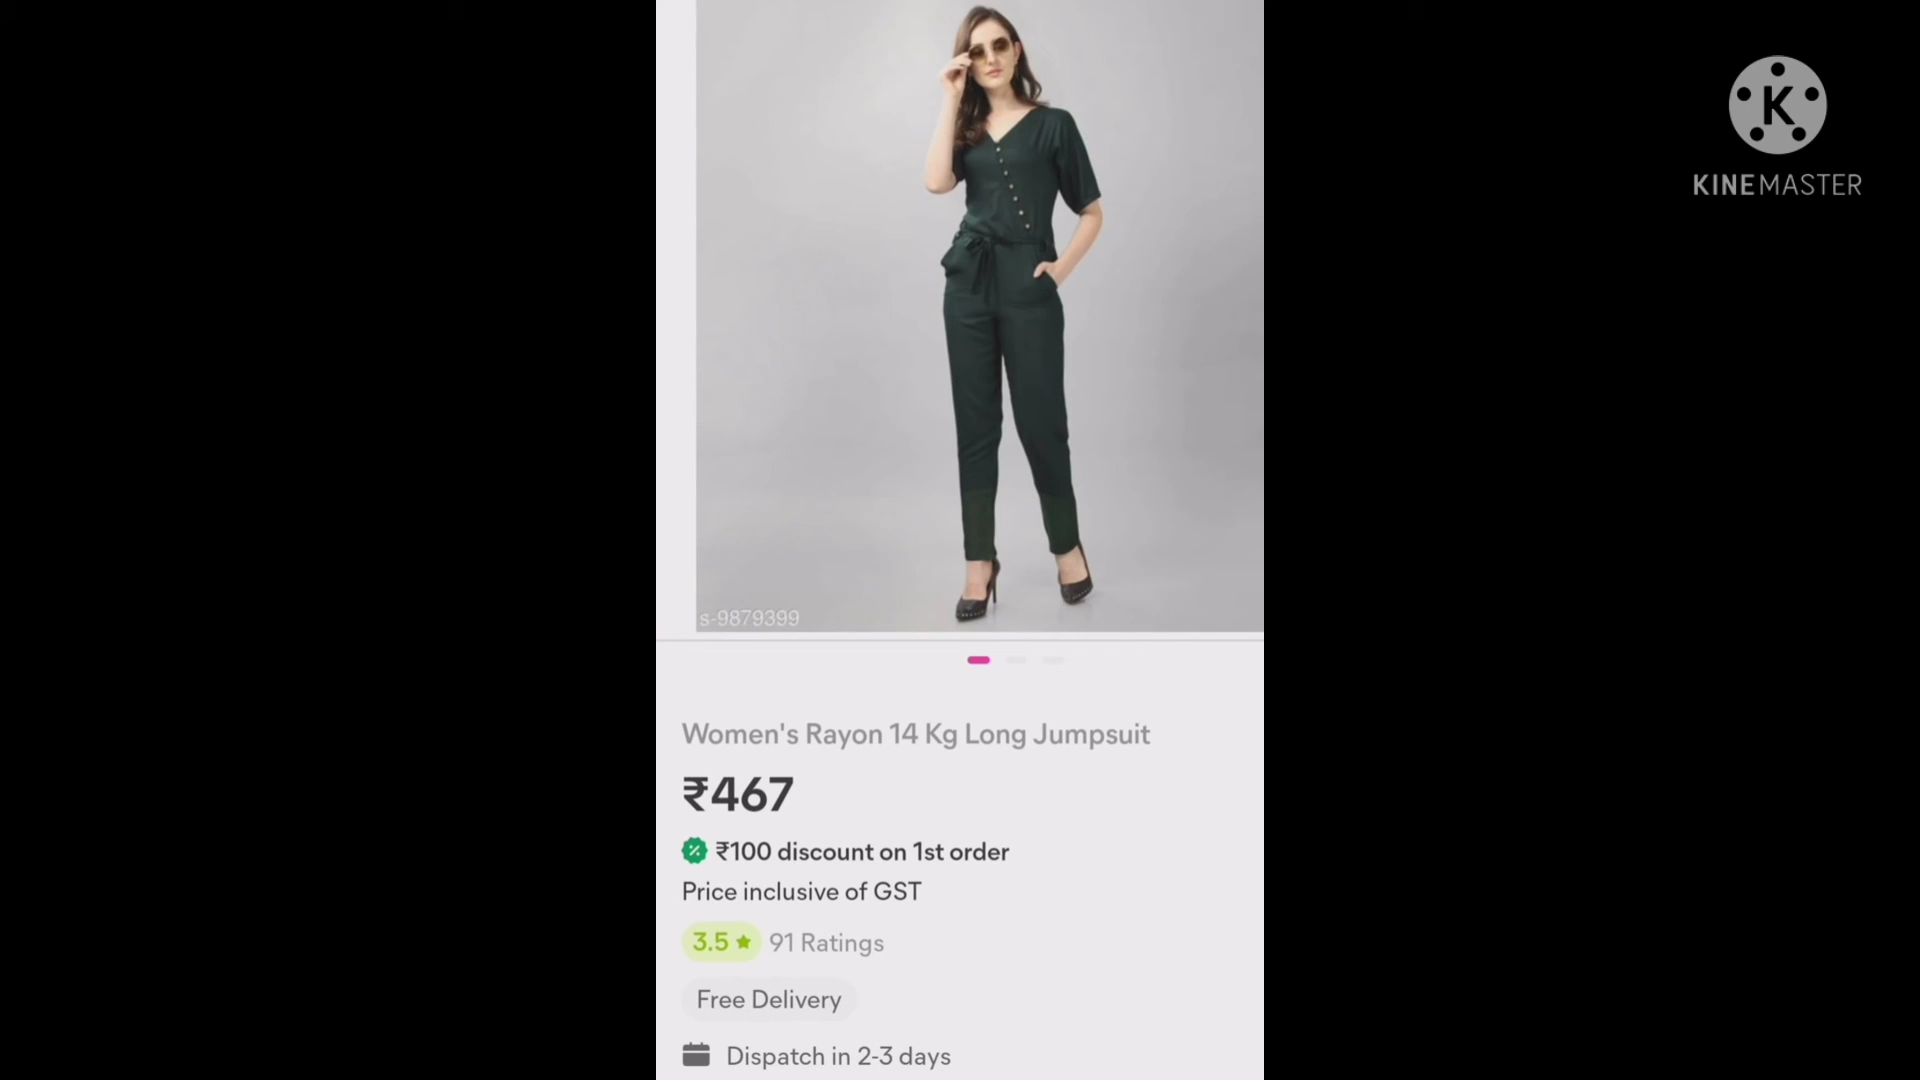 K
KINEMASTER
s-9879399
Women's Rayon 14 Kg Long Jumpsuit
₹467
₹100 discount on 1st order
Price inclusive of GST
3.5 ★ 91 Ratings
Free Delivery
Dispatch in 2-3 days